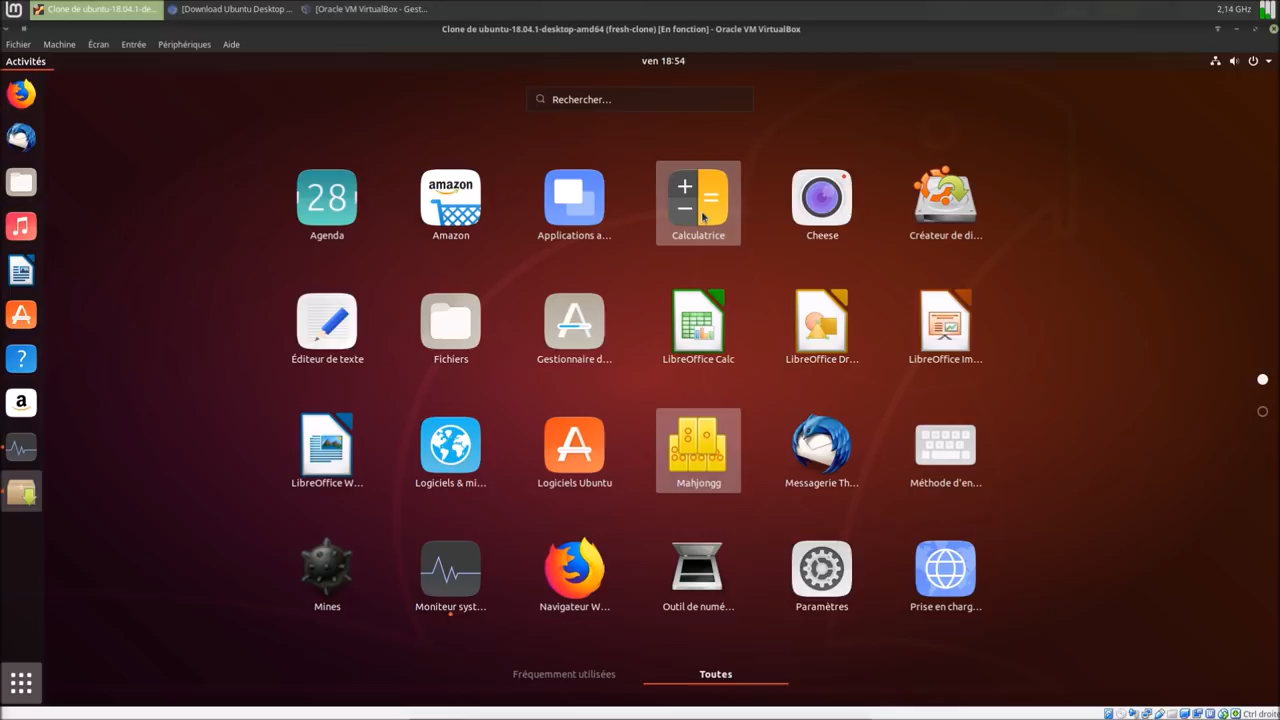 Clone de ubuntu-18.04.1-de...
[Download Ubuntu Desktop ...
[Oracle VM VirtualBox - Gest...
2,14 GHz
Clone de ubuntu-18.04.1-desktop-amd64 (fresh-clone) [En fonction] - Oracle VM VirtualBox
Fichier Machine Écran Entrée Périphériques Aide
Activités
ven 18:54
Rechercher...
28
amazon
Agenda
Amazon
Applications a...
Calculatrice
Cheese
Créateur de di...
Éditeur de texte
Fichiers
Gestionnaire d...
LibreOffice Calc
LibreOffice Dr...
LibreOffice Im...
LibreOffice W...
Logiciels & mi...
Logiciels Ubuntu
Mahjongg
Messagerie Th...
Méthode d'en...
Mines
Moniteur syst...
Navigateur W...
Outil de numé...
Paramètres
Prise en charg...
Fréquemment utilisées
Toutes
Ctrl droite